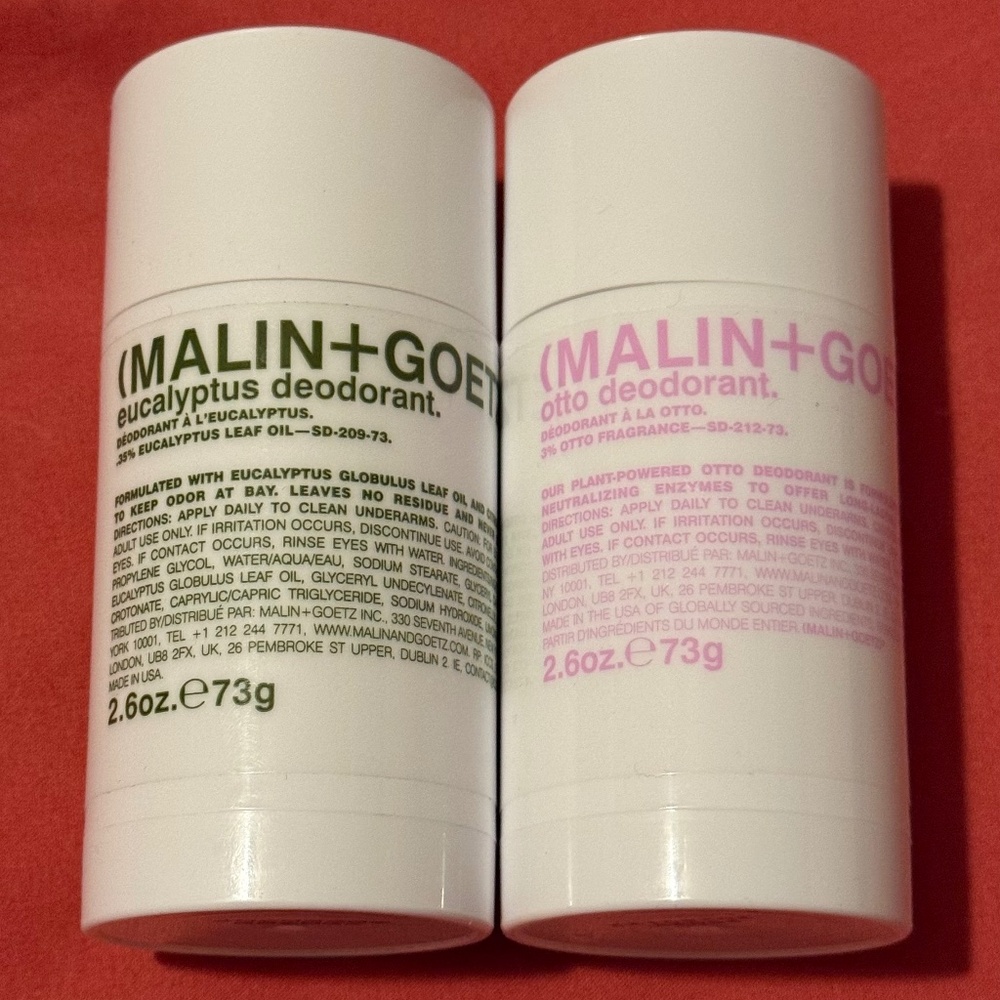 (MALIN+GOET
eucalyptus deodorant.
DÉODORANT À L'EUCALYPTUS.
.35% EUCALYPTUS LEAF OIL—SD-209-73.
FORMULATED WITH EUCALYPTUS GLOBULUS LEAF OIL AND
TO KEEP ODOR AT BAY. LEAVES NO RESIDUE AND
DIRECTIONS: APPLY DAILY TO CLEAN UNDERARMS. CAUTION: FOR
ADULT USE ONLY. IF IRRITATION OCCURS, DISCONTINUE USE. AVOID
EYES. IF CONTACT OCCURS, RINSE EYES WITH WATER. INGREDIENTS
PROPYLENE GLYCOL, WATER/AQUA/EAU, SODIUM STEARATE, GLYCERYL
EUCALYPTUS GLOBULUS LEAF OIL, GLYCERYL UNDECYLENATE,
CROTONATE, CAPRYLIC/CAPRIC TRIGLYCERIDE, SODIUM HYDROXIDE,
TRIBUTED BY/DISTRIBUÉ PAR: MALIN+GOETZ INC., 330 SEVENTH AVENUE,
YORK 10001, TEL +1 212 244 7771, WWW.MALINANDGOETZ.COM. RP
LONDON, UB8 2FX, UK, 26 PEMBROKE ST UPPER, DUBLIN 2 IE,
MADE IN USA.
2.6oz.℮73g
(MALIN+GOE
otto deodorant.
DÉODORANT À LA OTTO.
3% OTTO FRAGRANCE—SD-212-73.
OUR PLANT-POWERED OTTO DEODORANT IS
NEUTRALIZING ENZYMES TO OFFER
DIRECTIONS: APPLY DAILY TO CLEAN UNDERARMS.
ADULT USE ONLY. IF IRRITATION OCCURS,
WITH EYES. IF CONTACT OCCURS, RINSE EYES WITH
DISTRIBUTED BY/DISTRIBUÉ PAR: MALIN+GOETZ INC.
NY 10001, TEL +1 212 244 7771,
LONDON, UB8 2FX, UK, 26 PEMBROKE ST UPPER,
MADE IN THE USA OF GLOBALLY SOURCED
PARTIR D'INGRÉDIENTS DU MONDE ENTIER. (MALIN+GOETZ)
2.6oz.℮73g